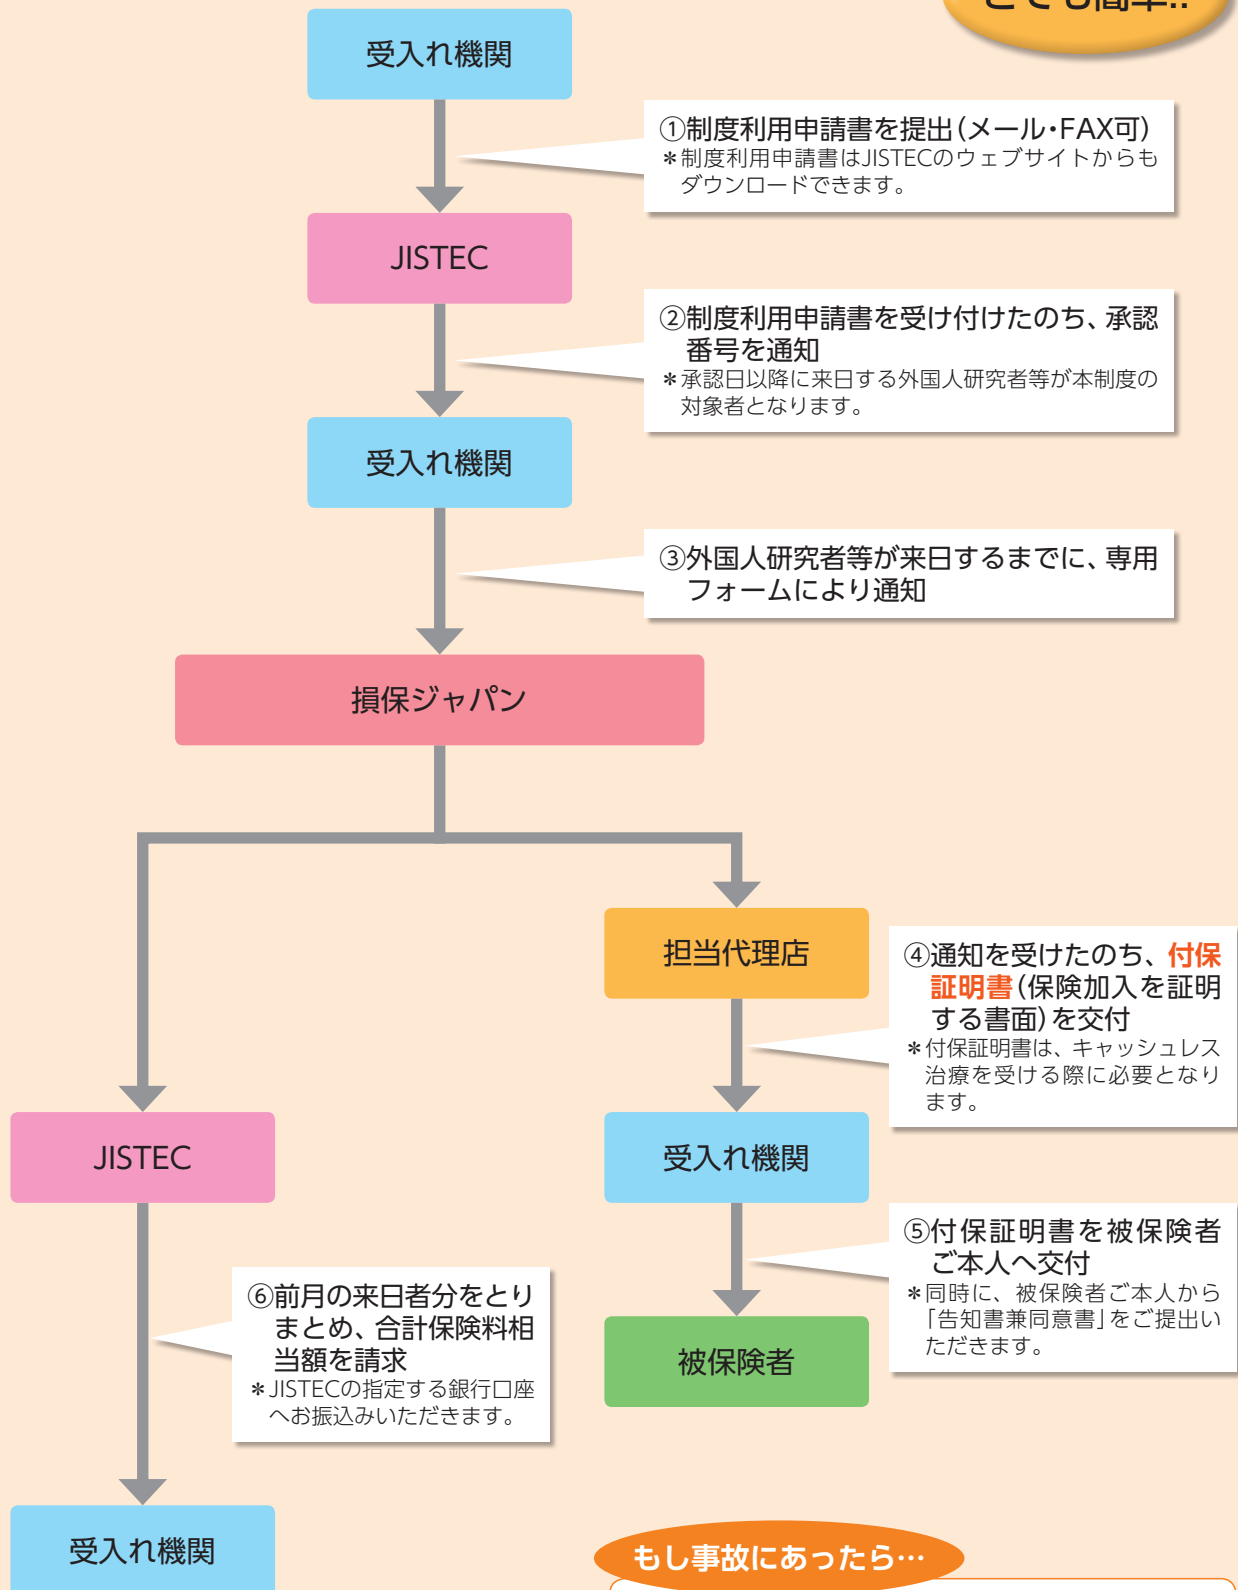 とても簡単!!
受入れ機関
①制度利用申請書を提出(メール・FAX可)
＊制度利用申請書はJISTECのウェブサイトからも
ダウンロードできます。
JISTEC
②制度利用申請書を受け付けたのち、承認
番号を通知
＊承認日以降に来日する外国人研究者等が本制度の
対象者となります。
受入れ機関
③外国人研究者等が来日するまでに、専用
フォームにより通知
損保ジャパン
担当代理店
④通知を受けたのち、付保
証明書(保険加入を証明
する書面)を交付
＊付保証明書は、キャッシュレス
治療を受ける際に必要となり
ます。
JISTEC
受入れ機関
⑤付保証明書を被保険者
ご本人へ交付
＊同時に、被保険者ご本人から
「告知書兼同意書」をご提出い
ただきます。
⑥前月の来日者分をとり
まとめ、合計保険料相
当額を請求
＊JISTECの指定する銀行口座
へお振込みいただきます。
被保険者
受入れ機関
もし事故にあったら…